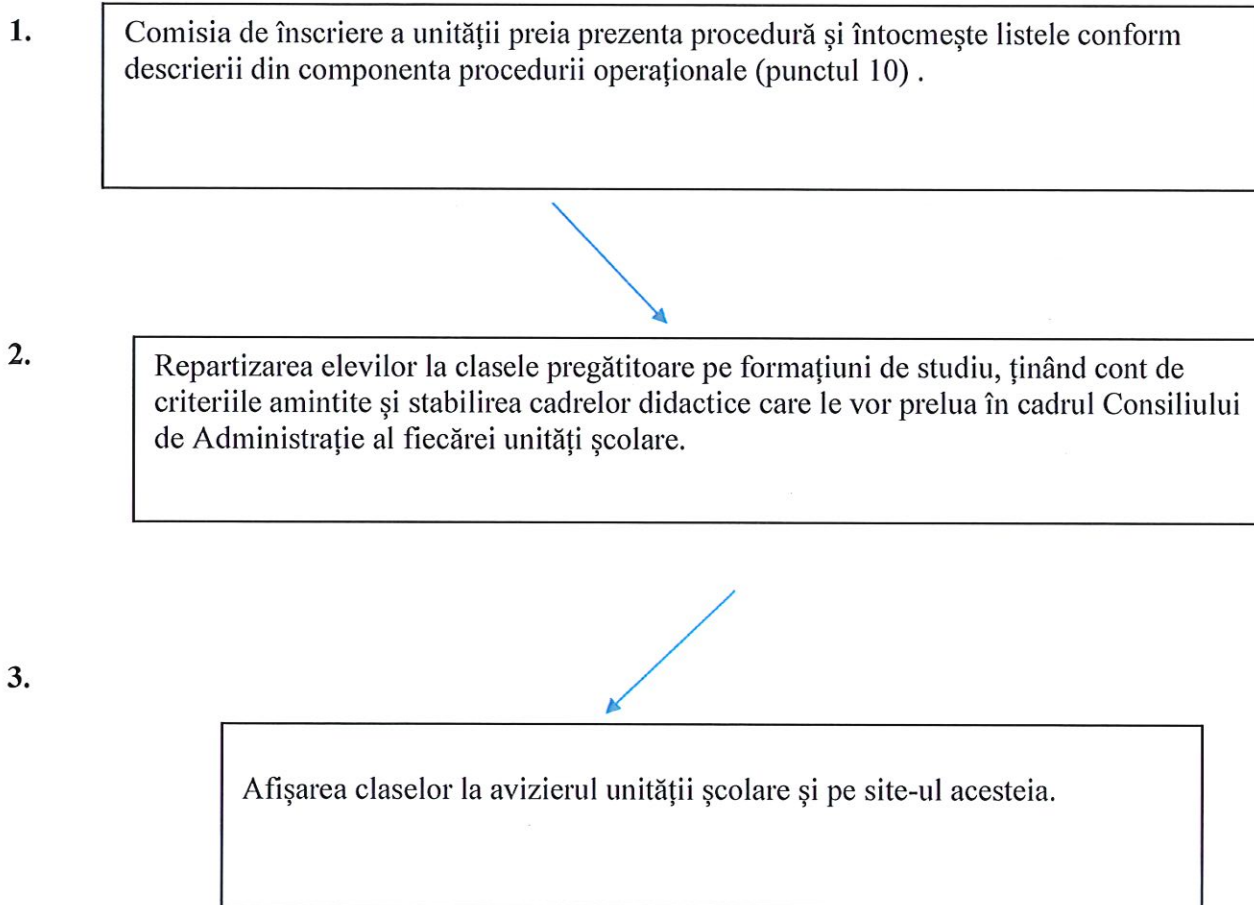 1.
Comisia de înscriere a unității preia prezenta procedură și întocmește listele conform
descrierii din componenta procedurii operaționale (punctul 10) .
2.
Repartizarea elevilor la clasele pregătitoare pe formațiuni de studiu, ținând cont de
criteriile amintite și stabilirea cadrelor didactice care le vor prelua în cadrul Consiliului
de Administrație al fiecărei unități școlare.
3.
Afișarea claselor la avizierul unității școlare și pe site-ul acesteia.